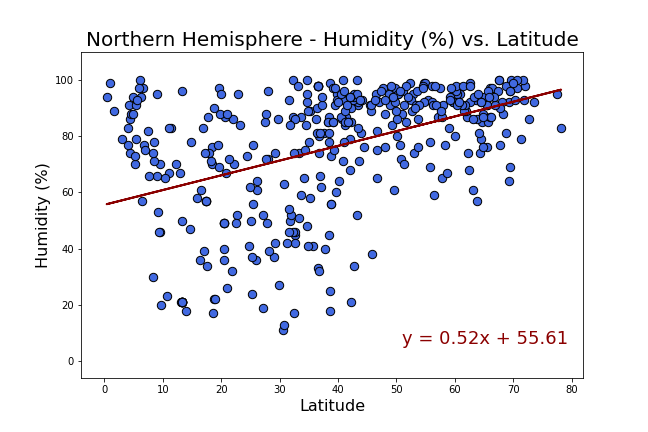 Northern Hemisphere - Humidity (%) vs. Latitude
100
80
60
40
20
0
Humidity (%)
y = 0.52x + 55.61
0 10 20 30 40 50 60 70 80
Latitude